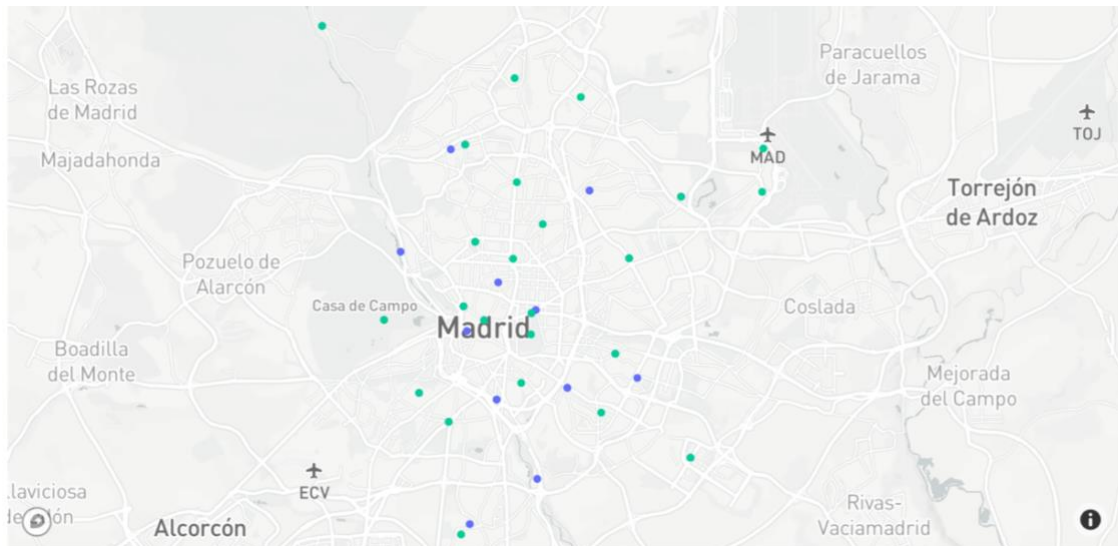 Paracuellos
de Jarama
Las Rozas
de Madrid
TOJ
Majadahonda
MAD
Torrejón
de Ardoz
Pozuelo de
Alarcón
Casa de Campo
Coslada
Madrid
Boadilla
del Monte
Mejorada
del Campo
ECV
llaviciosa
Rivas-
Vaciamadrid
Alcorcón